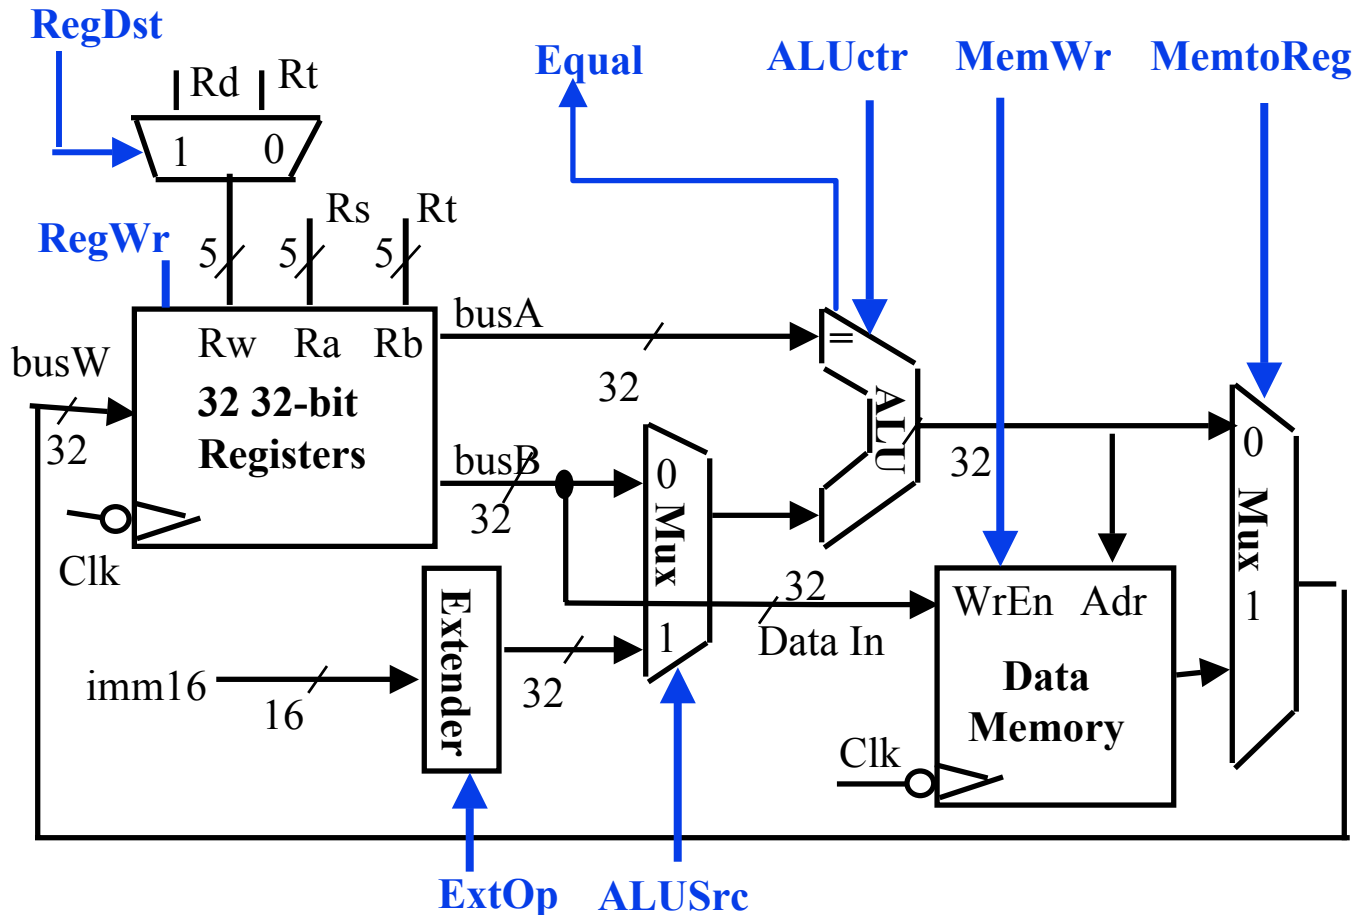 RegDst
Equal
ALUctr
MemWr
MemtoReg
Rd
Rt
1
0
RegWr
5
5
Rs
5
Rt
busW
32
Rw
Ra
Rb
32 32-bit
Registers
Clk
busA
32
busB
32
=
ALU
32
0
Mux
1
imm16
16
Extender
32
32
Data In
WrEn
Adr
Data
Memory
Clk
0
Mux
1
ExtOp
ALUSrc